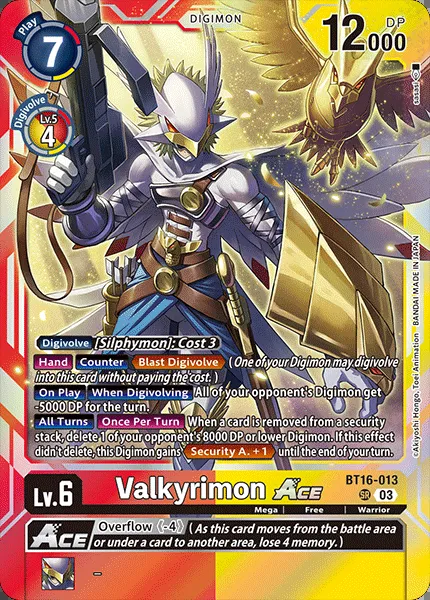 Play
7
DIGIMON
12000 DP
Digivolve
Lv.5
4
sasasi
Digivolve [Silphymon]: Cost 3
Hand Counter Blast Digivolve (One of your Digimon may digivolve
into this card without paying the cost.)
On Play When Digivolving All of your opponent's Digimon get
-5000 DP for the turn.
All Turns Once Per Turn When a card is removed from a security
stack, delete 1 of your opponent's 8000 DP or lower Digimon. If this effect
didn't delete, this Digimon gains Security A. +1 until the end of your turn.
©Akiyoshi Hongo, Toei Animation BANDAI MADE IN JAPAN
Lv.6
Valkyrimon ACE
BT16-013
SR 03
Mega | Free | Warrior
ACE Overflow《-4》(As this card moves from the battle area
or under a card to another area, lose 4 memory.)
-